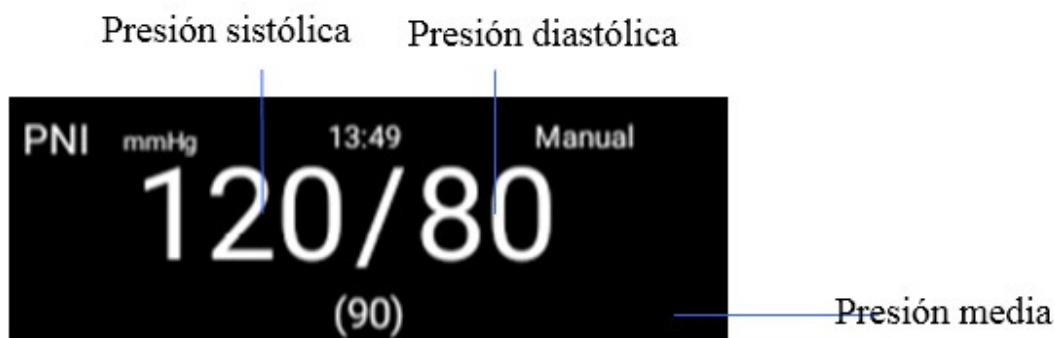 Presión sistólica Presión diastólica
PNI mmHg 13:49 Manual
120/80
(90)
Presión media